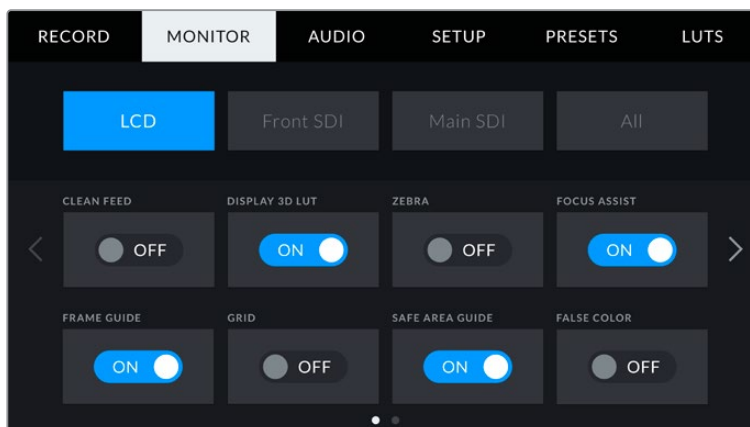 RECORD MONITOR AUDIO SETUP PRESETS LUTS
LCD Front SDI Main SDI All
CLEAN FEED DISPLAY 3D LUT ZEBRA FOCUS ASSIST
OFF ON OFF ON
FRAME GUIDE GRID SAFE AREA GUIDE FALSE COLOR
ON OFF ON OFF